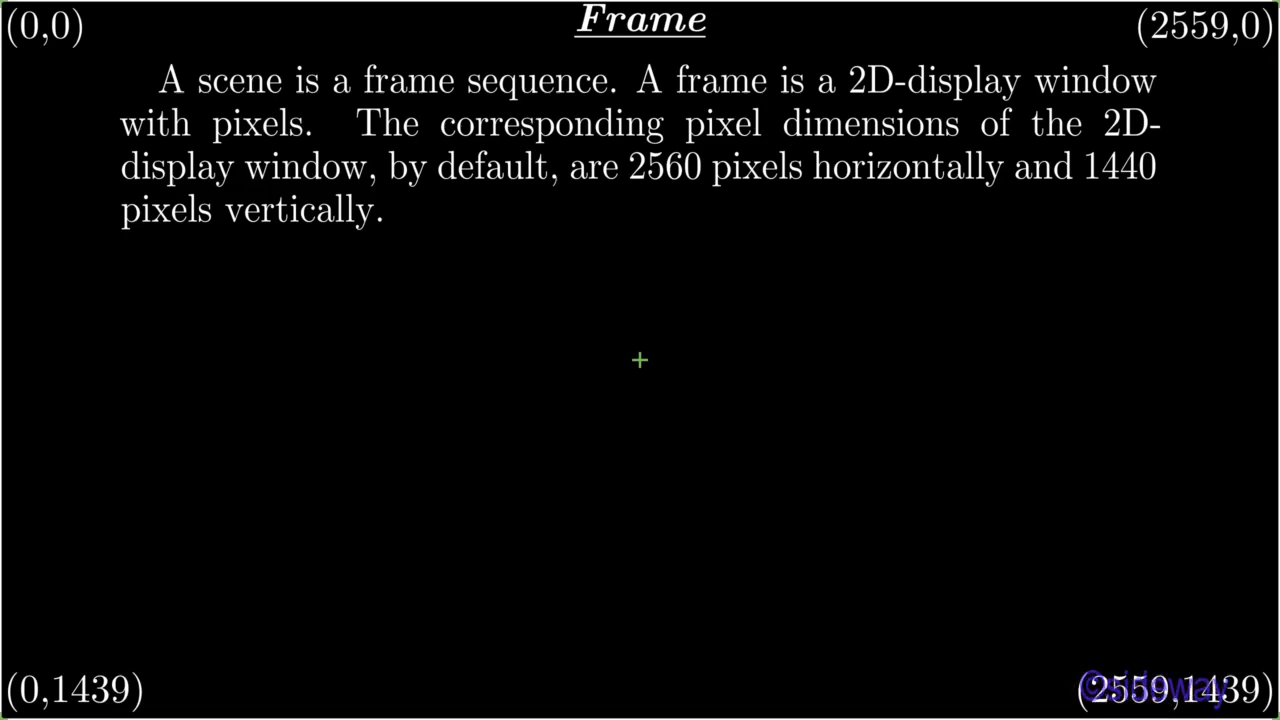 (0,0)
Frame
(2559,0)
A scene is a frame sequence. A frame is a 2D-display window
with pixels. The corresponding pixel dimensions of the 2D-
display window, by default, are 2560 pixels horizontally and 1440
pixels vertically.
+
(0,1439)
(2559,1439)
©sideway